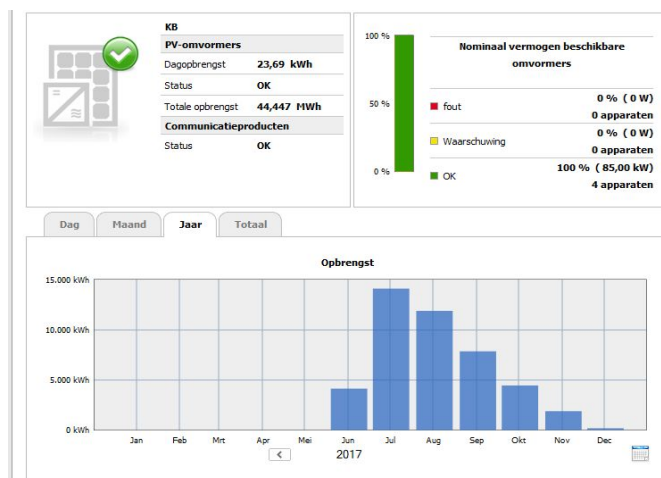 KB
PV-omvormers
Dagopbrengst 23,69 kWh
Status OK
Totale opbrengst 44,447 MWh
Communicatieproducten
Status OK
100 %
50 %
0 %
Nominaal vermogen beschikbare
omvormers
fout 0 % ( 0 W)
0 apparaten
Waarschuwing 0 % ( 0 W)
0 apparaten
OK 100 % ( 85,00 kW)
4 apparaten
Dag Maand Jaar Totaal
Opbrengst
15.000 kWh
10.000 kWh
5.000 kWh
0 kWh
Jan Feb Mrt Apr Mei Jun Jul Aug Sep Okt Nov Dec
< 2017